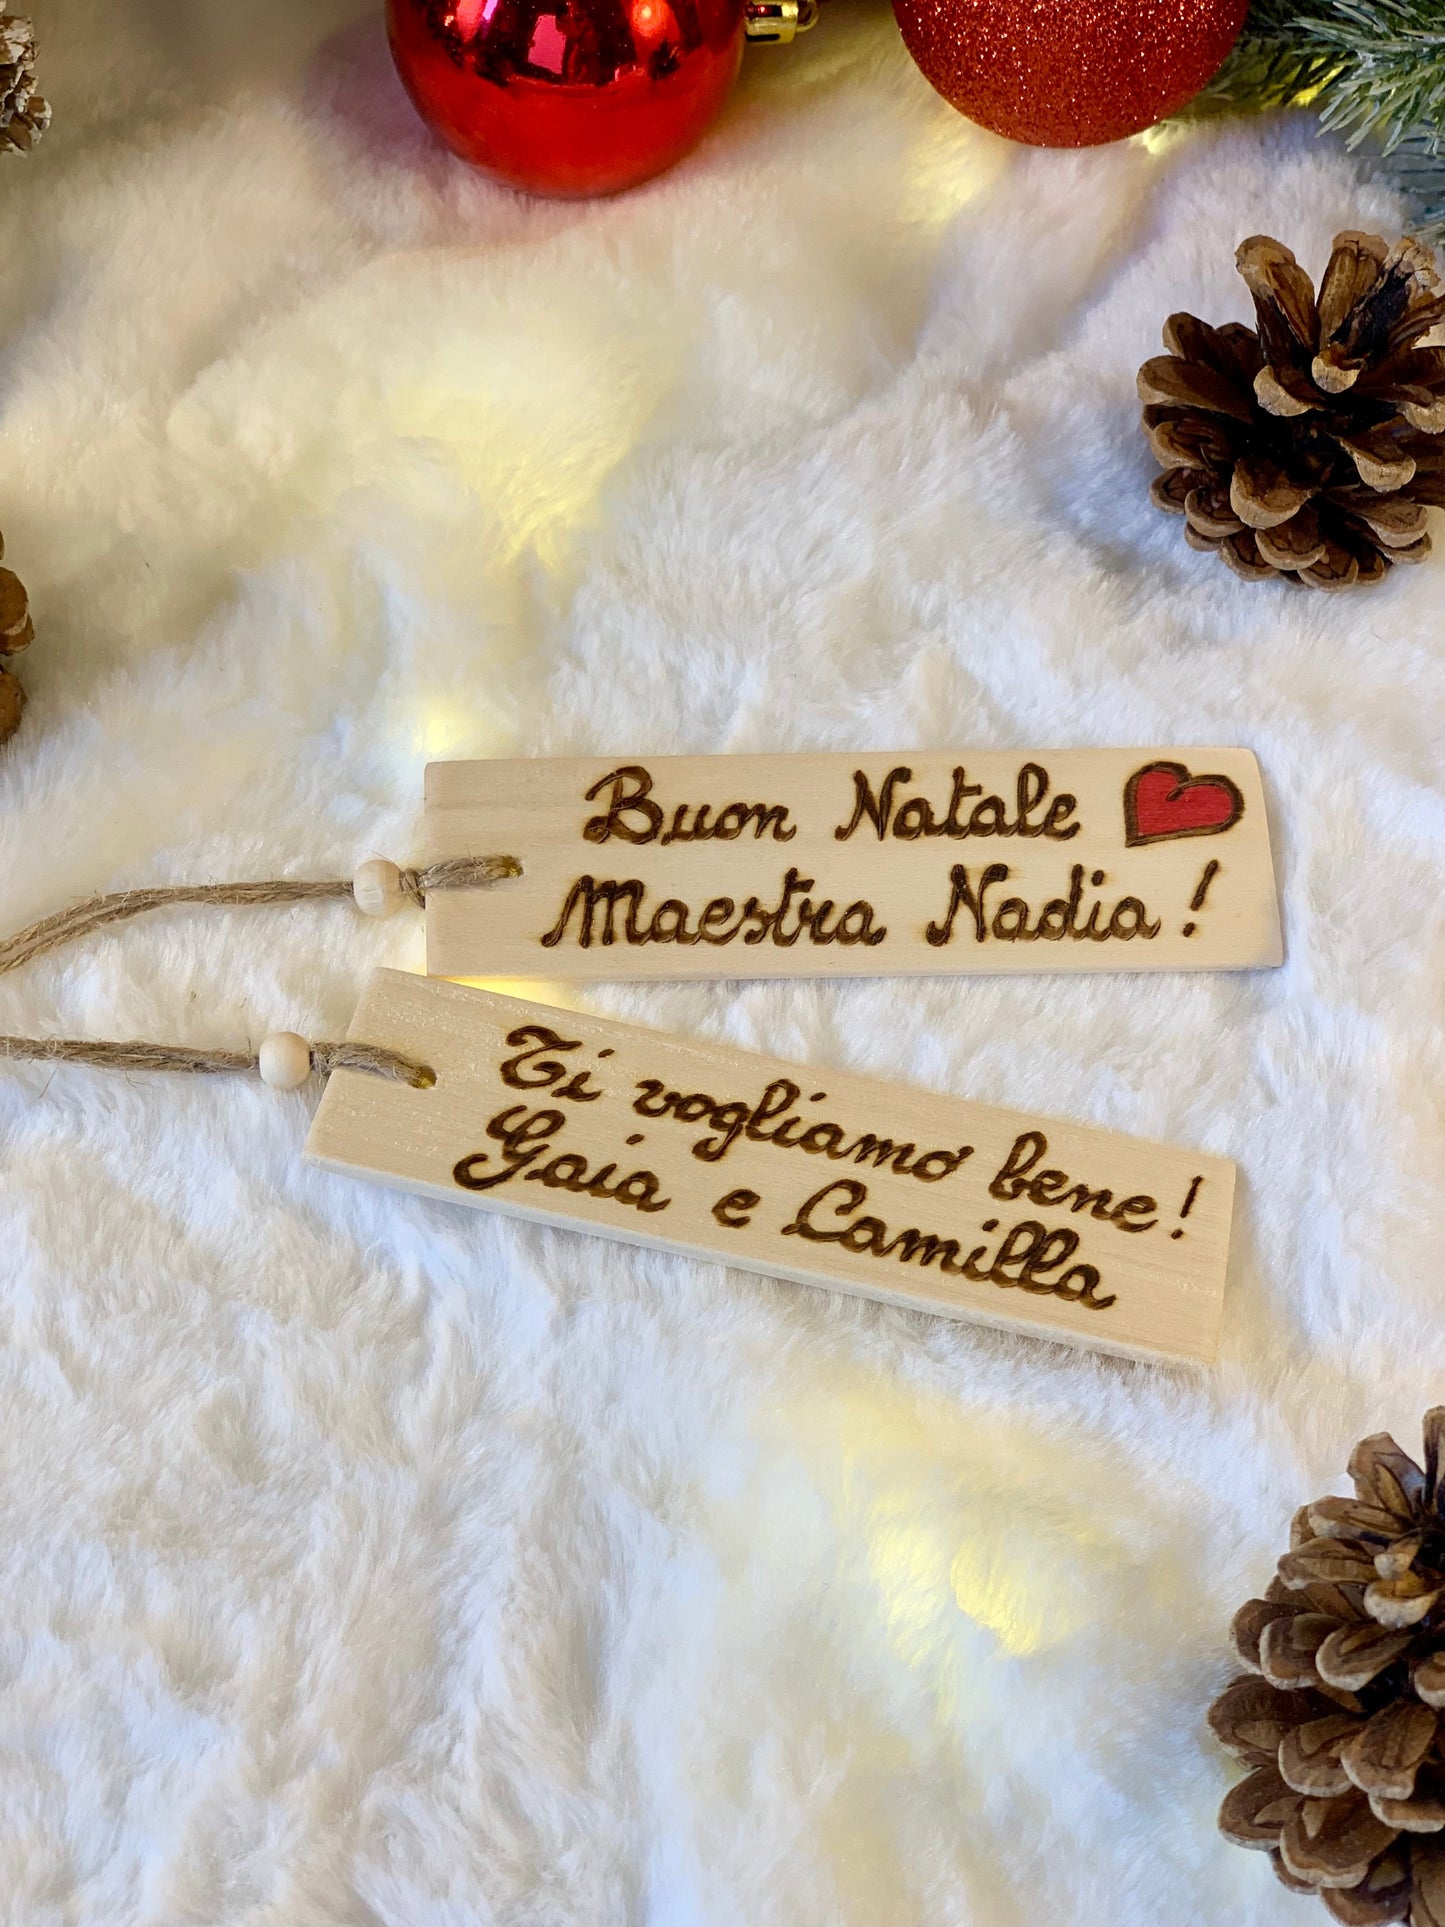 Buon Natale
Maestra Nadia!
Ti vogliamo bene!
Gaia e Camilla